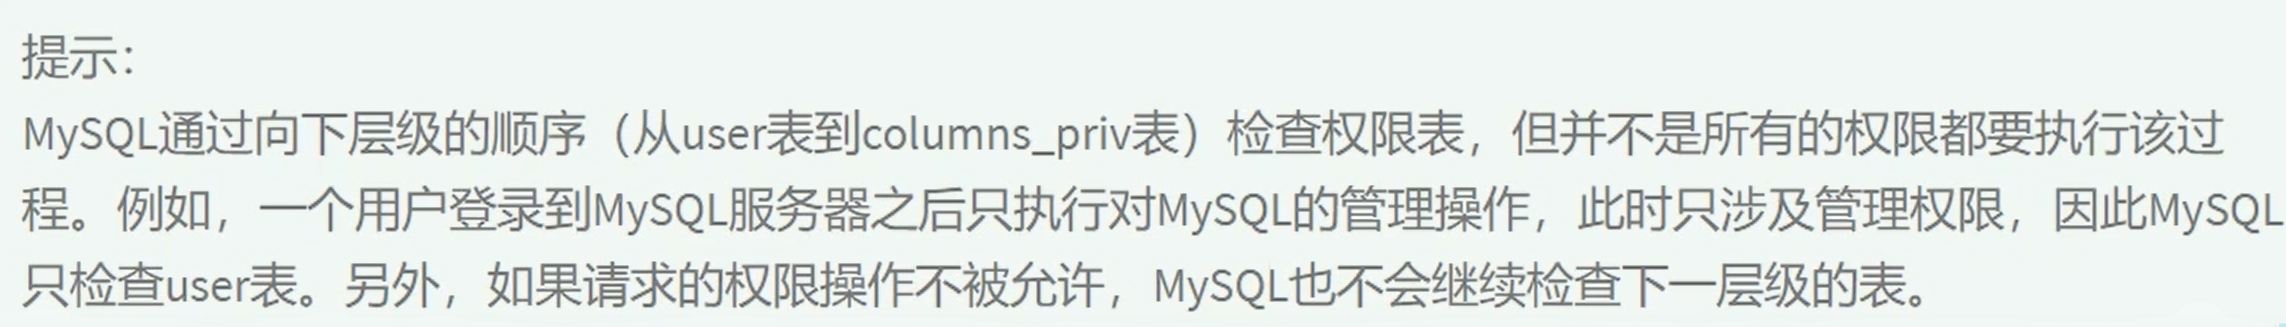 提示：
MySQL通过向下层级的顺序（从user表到columns_priv表）检查权限表，但并不是所有的权限都要执行该过
程。例如，一个用户登录到MySQL服务器之后只执行对MySQL的管理操作，此时只涉及管理权限，因此MySQL
只检查user表。另外，如果请求的权限操作不被允许，MySQL也不会继续检查下一层级的表。